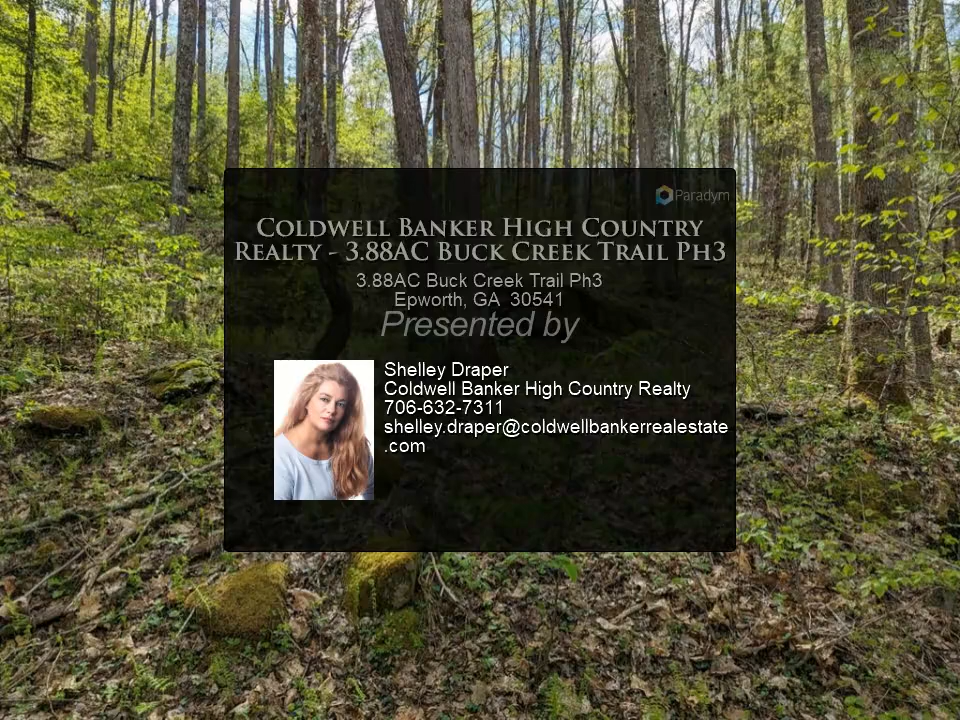 Paradym
COLDWELL BANKER HIGH COUNTRY
REALTY - 3.88AC BUCK CREEK TRAIL PH3
3.88AC Buck Creek Trail Ph3
Epworth, GA 30541
Presented by
Shelley Draper
Coldwell Banker High Country Realty
706-632-7311
shelley.draper@coldwellbankerrealestate
.com